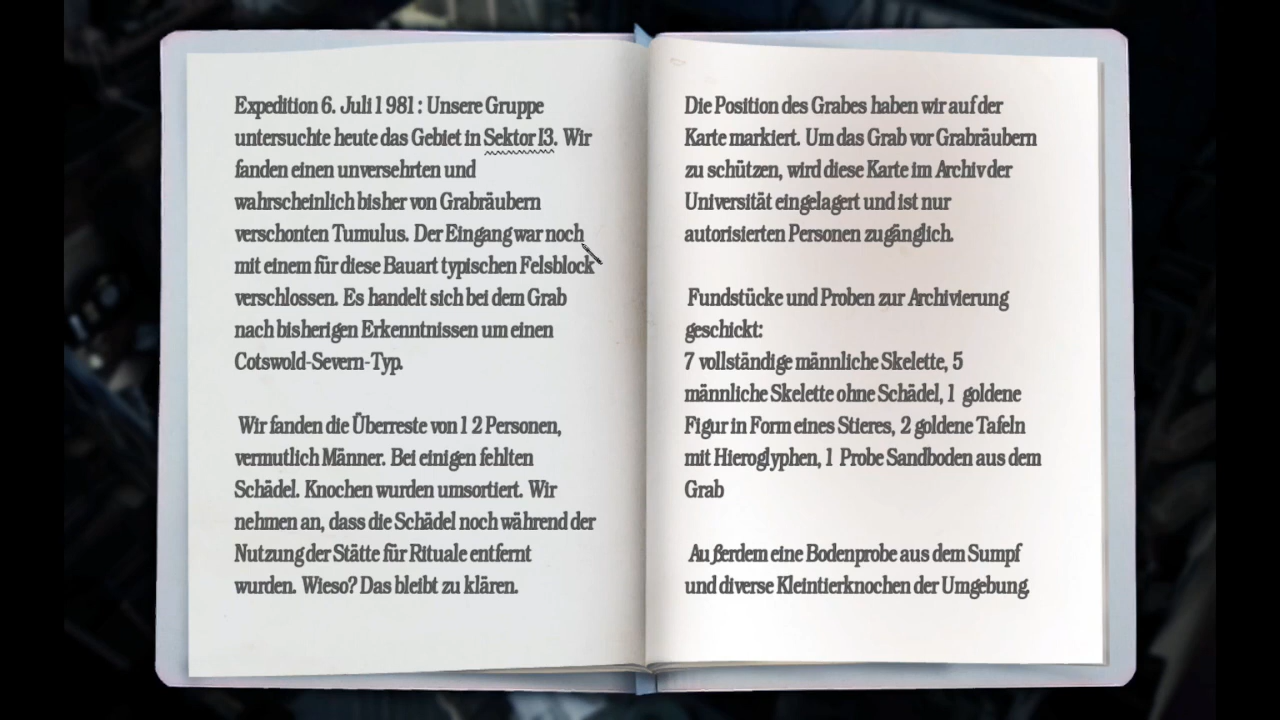 Expedition 6. Juli 1981: Unsere Gruppe
untersuchte heute das Gebiet in Sektor 13. Wir
fanden einen unversehrten und
wahrscheinlich bisher von Grabräubern
verschonten Tumulus. Der Eingang war noch
mit einem für diese Bauart typischen Felsblock
verschlossen. Es handelt sich bei dem Grab
nach bisherigen Erkenntnissen um einen
Cotswold-Severn-Typ.
Wir fanden die Überreste von 12 Personen,
vermutlich Männer. Bei einigen fehlten
Schädel. Knochen wurden umsortiert. Wir
nehmen an, dass die Schädel noch während der
Nutzung der Stätte für Rituale entfernt
wurden. Wieso? Das bleibt zu klären.
Die Position des Grabes haben wir auf der
Karte markiert. Um das Grab vor Grabräubern
zu schützen, wird diese Karte im Archiv der
Universität eingelagert und ist nur
autorisierten Personen zugänglich.
Fundstücke und Proben zur Archivierung
geschickt:
7 vollständige männliche Skelette, 5
männliche Skelette ohne Schädel, 1 goldene
Figur in Form eines Stieres, 2 goldene Tafeln
mit Hieroglyphen, 1 Probe Sandboden aus dem
Grab
Außerdem eine Bodenprobe aus dem Sumpf
und diverse Kleintierknochen der Umgebung.